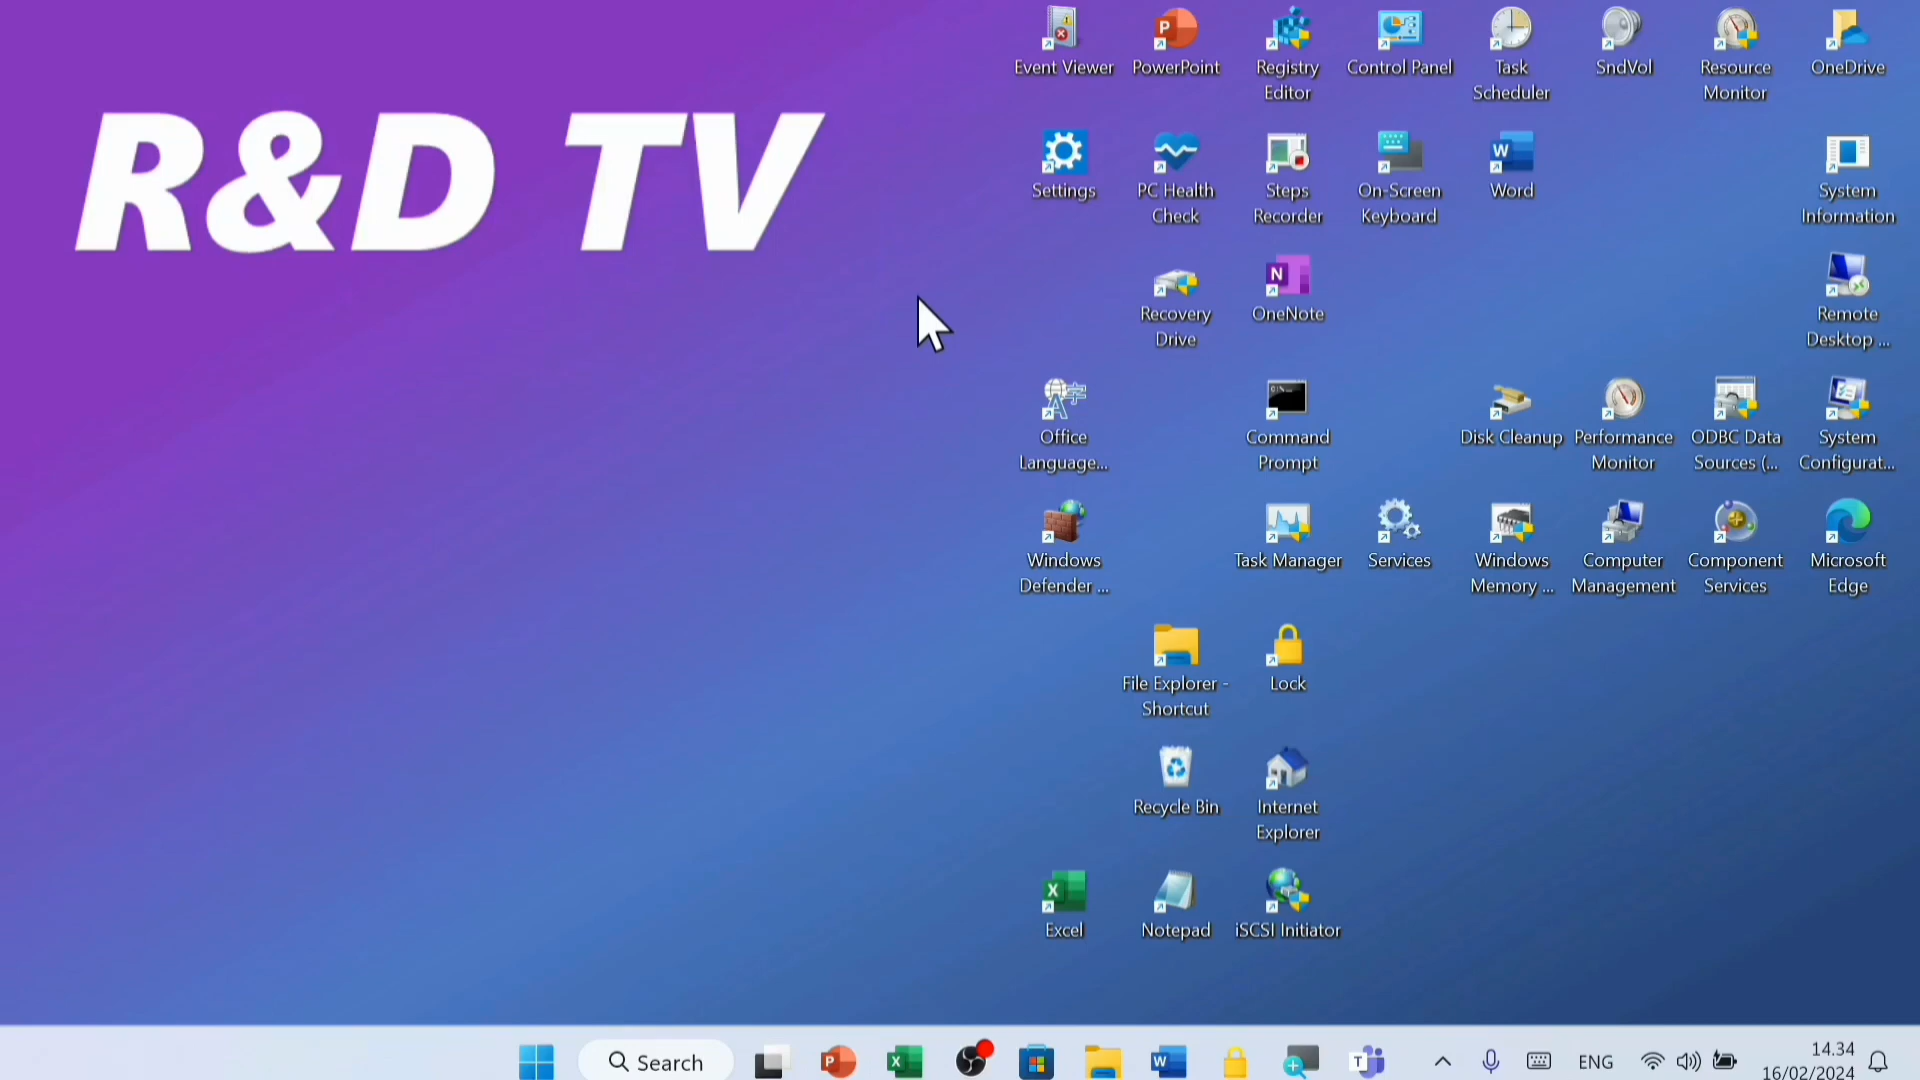 R&D TV
Event Viewer
PowerPoint
Registry
Editor
Control Panel
Task
Scheduler
SndVol
Resource
Monitor
OneDrive
Settings
PC Health
Check
Steps
Recorder
On-Screen
Keyboard
Word
System
Information
Recovery
Drive
OneNote
Remote
Desktop ...
Office
Language...
Command
Prompt
Disk Cleanup
Performance
Monitor
ODBC Data
Sources (...
System
Configurat...
Windows
Defender ...
Task Manager
Services
Windows
Memory ...
Computer
Management
Component
Services
Microsoft
Edge
File Explorer -
Shortcut
Lock
Recycle Bin
Internet
Explorer
Excel
Notepad
iSCSI Initiator
Search
ENG
14.34
16/02/2024